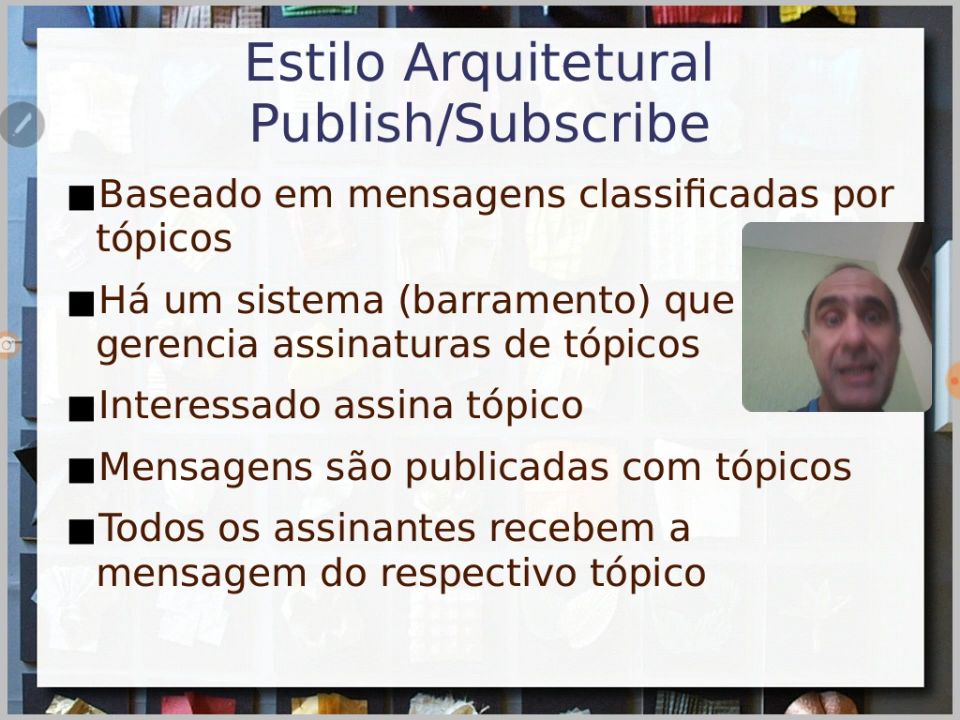 Estilo Arquitetural
Publish/Subscribe
■Baseado em mensagens classificadas por
tópicos
■Há um sistema (barramento) que
gerencia assinaturas de tópicos
■Interessado assina tópico
■Mensagens são publicadas com tópicos
■Todos os assinantes recebem a
mensagem do respectivo tópico